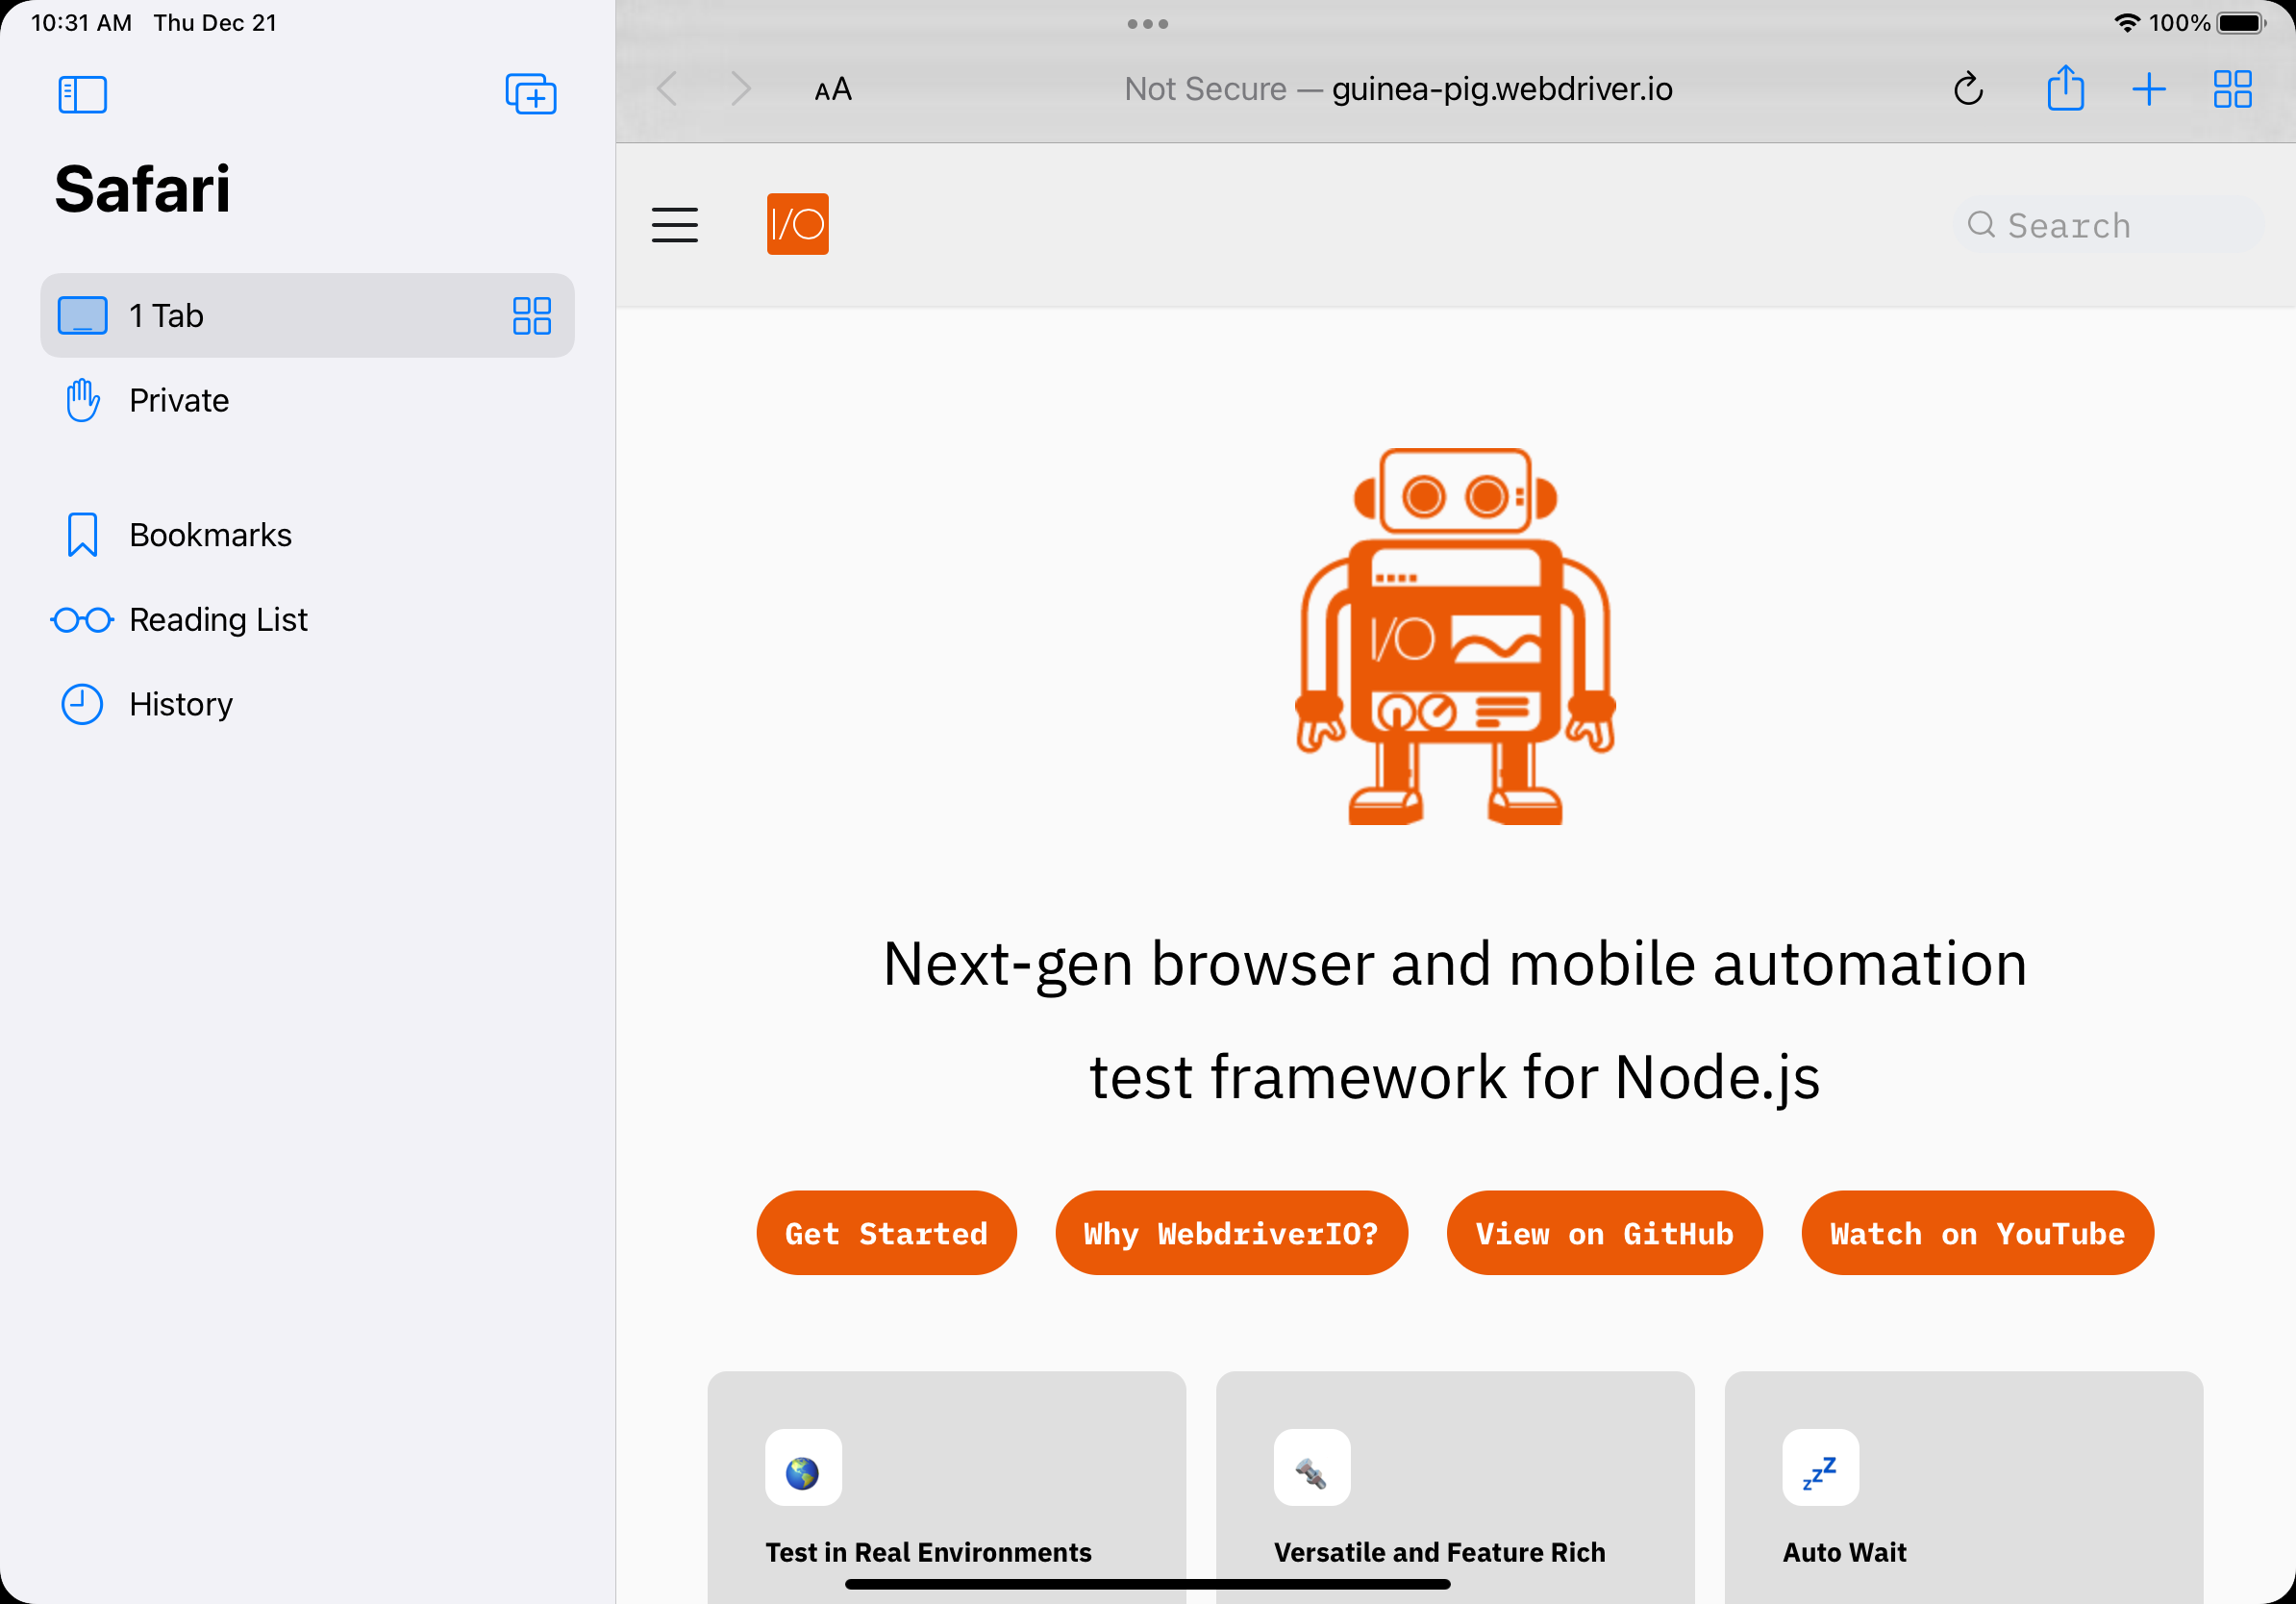 10:31 AM Thu Dec 21
100%
Safari
1 Tab
Private
Bookmarks
Reading List
History
AA
Not Secure — guinea-pig.webdriver.io
I/O
Search
I/O
Next-gen browser and mobile automation
test framework for Node.js
Get Started
Why WebdriverIO?
View on GitHub
Watch on YouTube
zzz
Test in Real Environments
Versatile and Feature Rich
Auto Wait